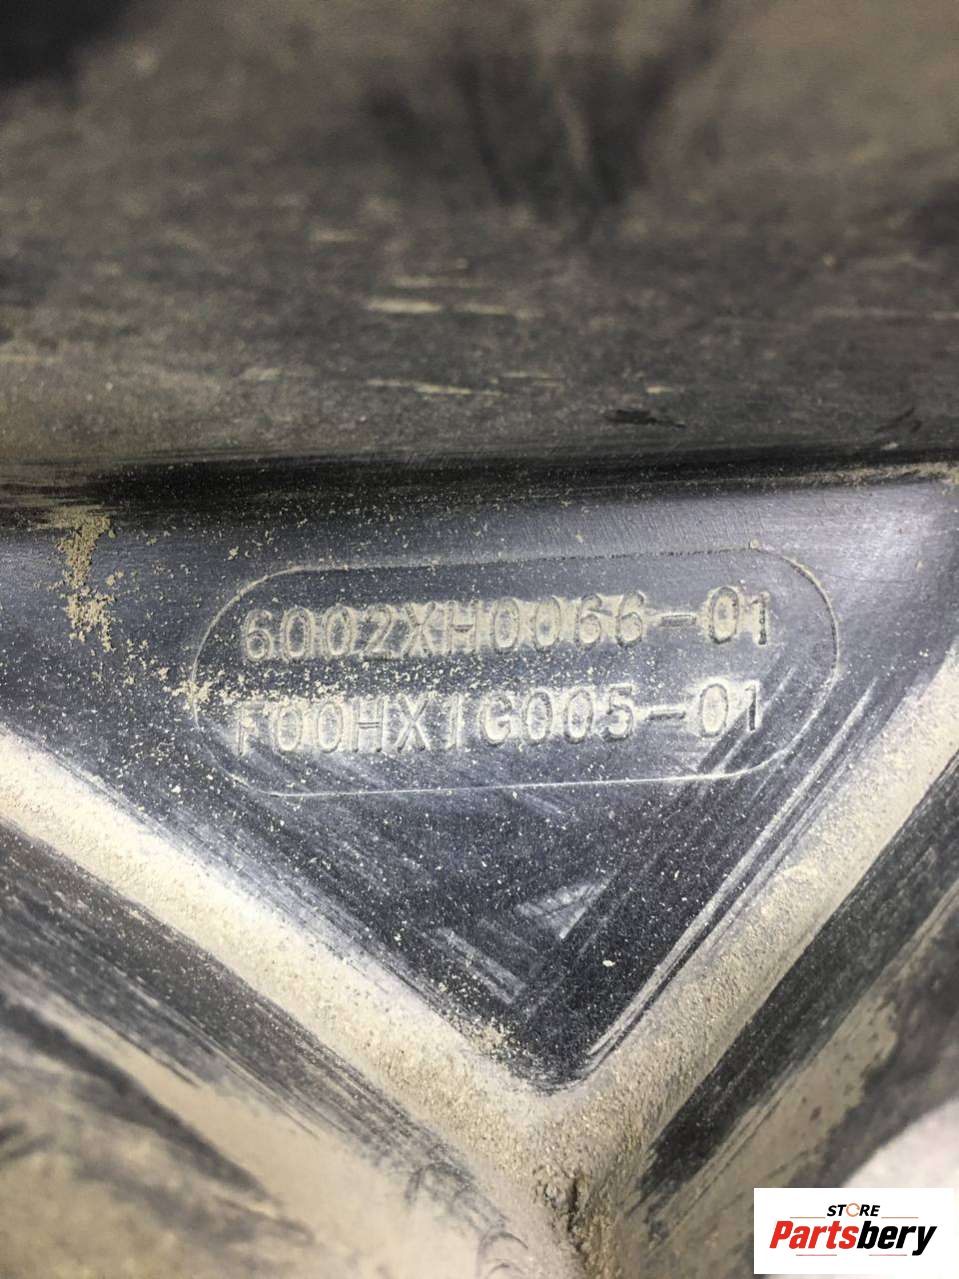 6002XH0066-01
F00HX1G005-01
STORE
Partsbery